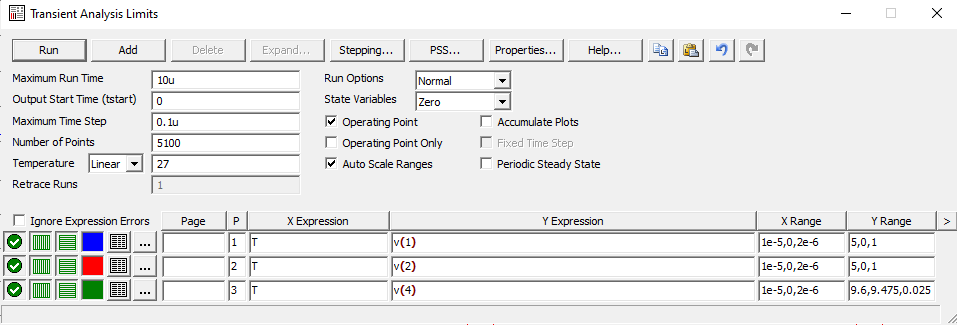 Transient Analysis Limits
Run Add Delete Expand... Stepping... PSS... Properties... Help...
Maximum Run Time 10u Run Options Normal
Output Start Time (tstart) 0 State Variables Zero
Maximum Time Step 0.1u Operating Point Accumulate Plots
Number of Points 5100 Operating Point Only Fixed Time Step
Temperature Linear 27 Auto Scale Ranges Periodic Steady State
Retrace Runs 1
Ignore Expression Errors Page P X Expression Y Expression X Range Y Range >
... 1 T v(1) 1e-5,0,2e-6 5,0,1
... 2 T v(2) 1e-5,0,2e-6 5,0,1
... 3 T v(4) 1e-5,0,2e-6 9.6,9.475,0.025